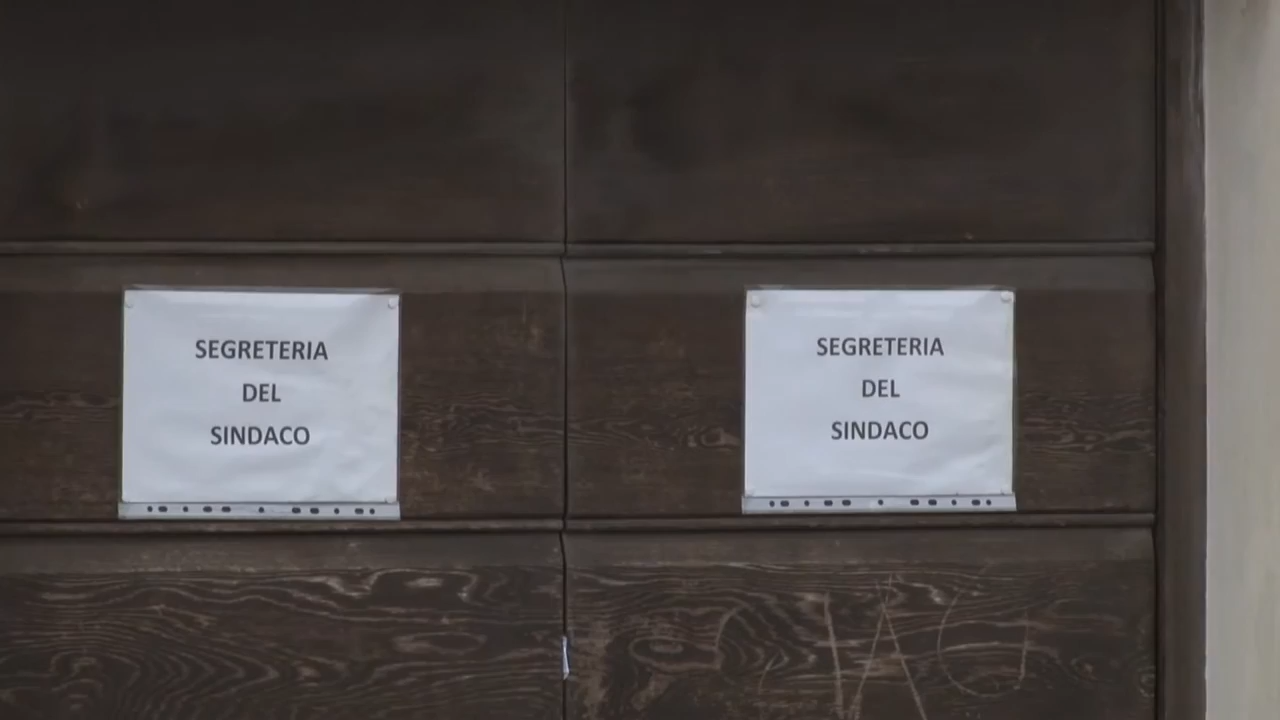 SEGRETERIA
DEL
SINDACO
SEGRETERIA
DEL
SINDACO